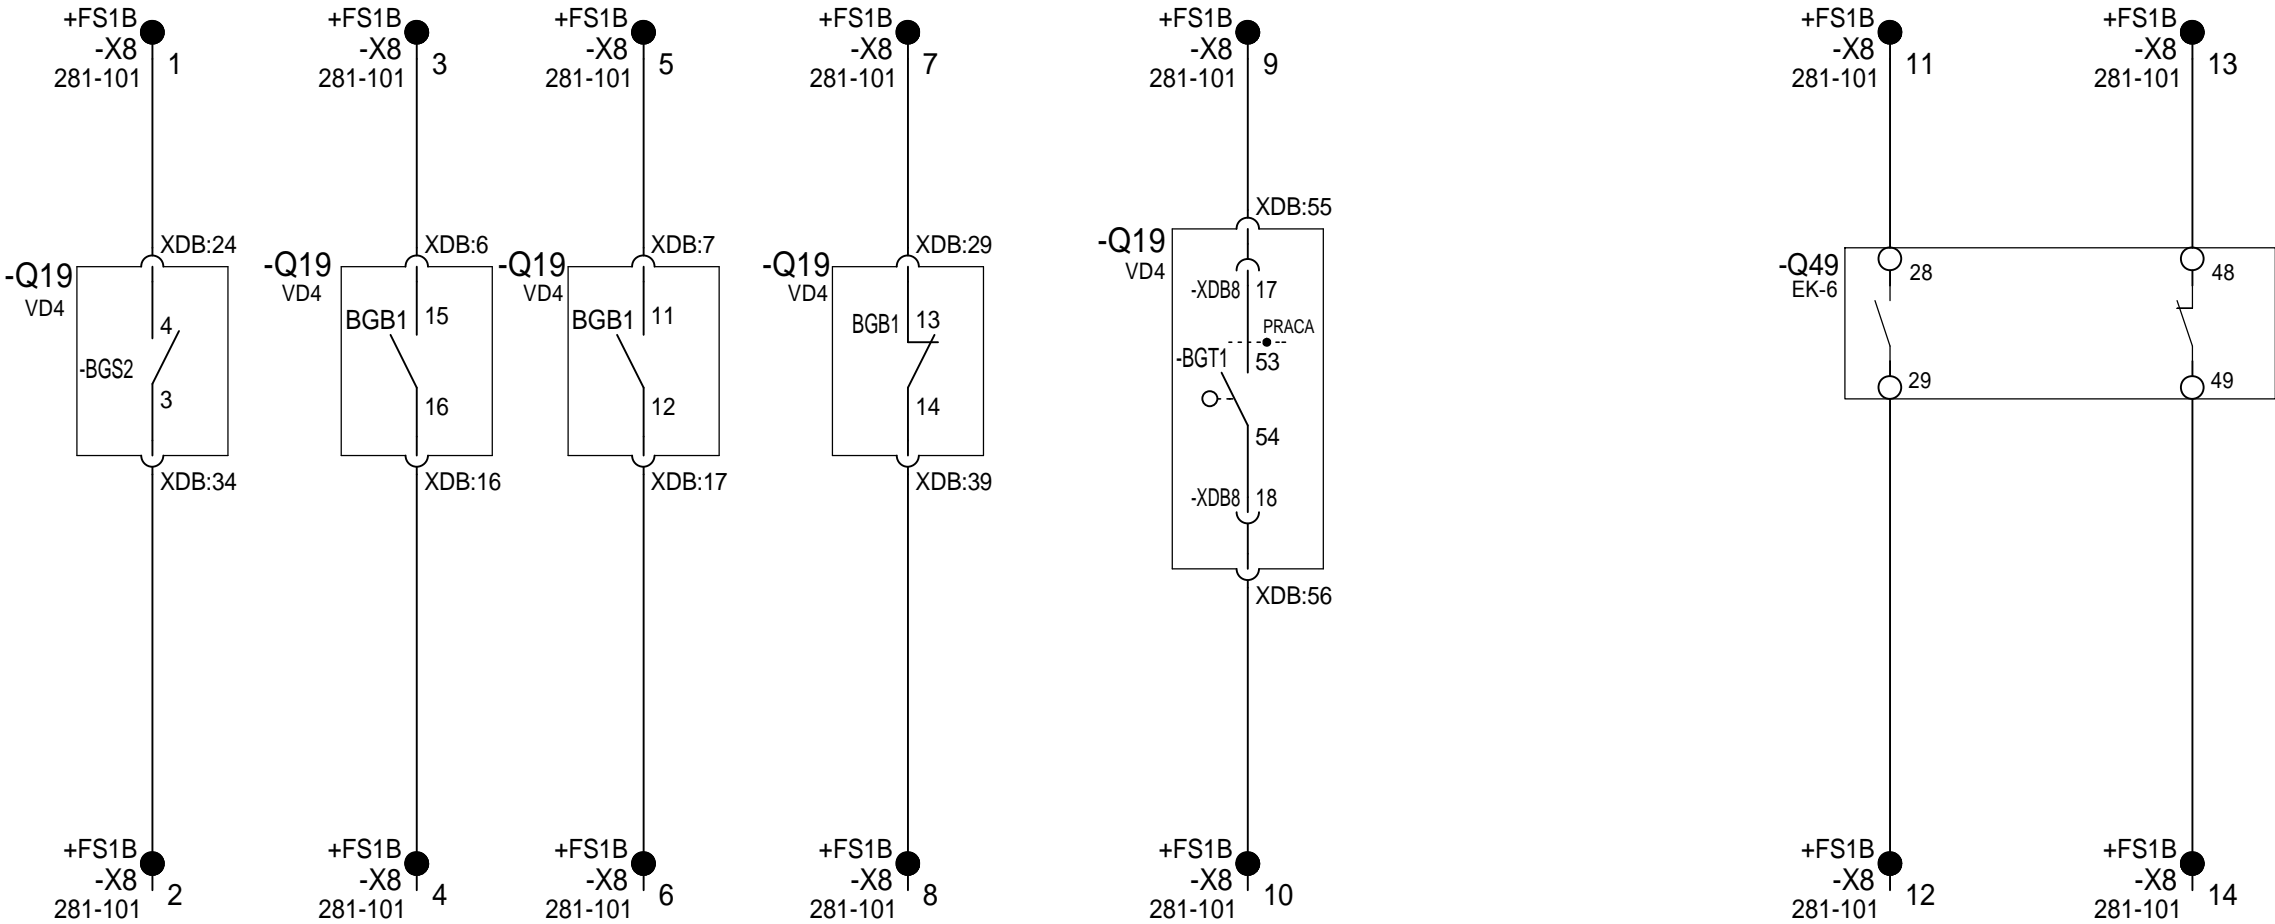 +FS1B
-X8
281-101
1
+FS1B
-X8
281-101
3
+FS1B
-X8
281-101
5
+FS1B
-X8
281-101
7
+FS1B
-X8
281-101
9
+FS1B
-X8
281-101
11
+FS1B
-X8
281-101
13
XDB:24
-Q19
VD4
4
-BGS2
3
XDB:34
XDB:6
-Q19
VD4
BGB1
15
16
XDB:16
XDB:7
-Q19
VD4
BGB1
11
12
XDB:17
XDB:29
-Q19
VD4
BGB1
13
14
XDB:39
XDB:55
-Q19
VD4
-XDB8
17
PRACA
-BGT1
53
54
-XDB8
18
XDB:56
-Q49
EK-6
28
29
48
49
+FS1B
-X8
281-101
2
+FS1B
-X8
281-101
4
+FS1B
-X8
281-101
6
+FS1B
-X8
281-101
8
+FS1B
-X8
281-101
10
+FS1B
-X8
281-101
12
+FS1B
-X8
281-101
14